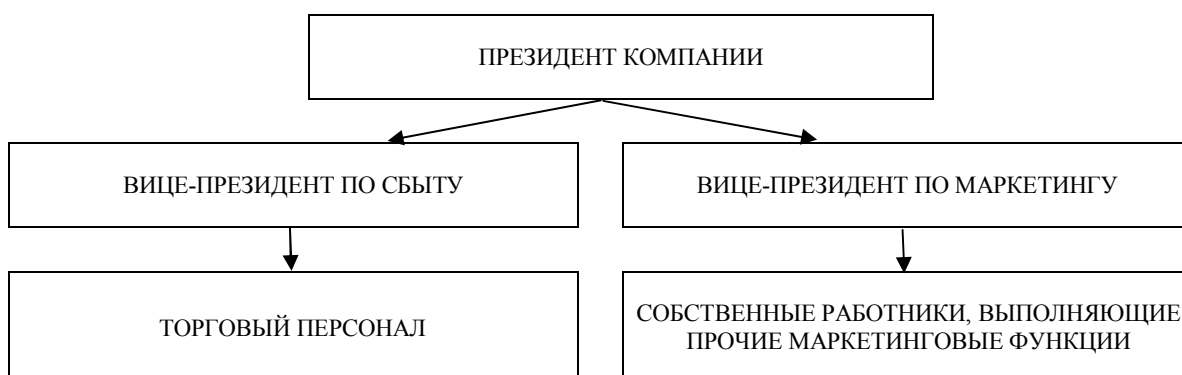 ПРЕЗИДЕНТ КОМПАНИИ
ВИЦЕ-ПРЕЗИДЕНТ ПО СБЫТУ
ВИЦЕ-ПРЕЗИДЕНТ ПО МАРКЕТИНГУ
ТОРГОВЫЙ ПЕРСОНАЛ
СОБСТВЕННЫЕ РАБОТНИКИ, ВЫПОЛНЯЮЩИЕ
ПРОЧИЕ МАРКЕТИНГОВЫЕ ФУНКЦИИ